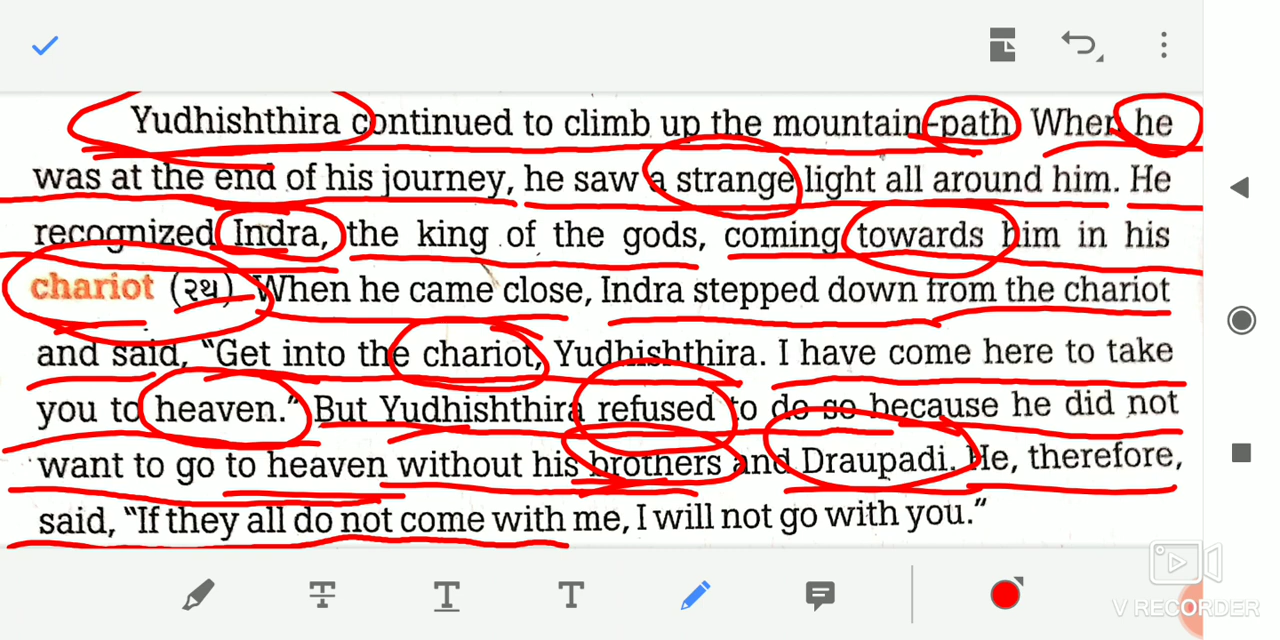 Yudhishthira continued to climb up the mountain-path When he
was at the end of his journey, he saw a strange light all around him. He
recognized Indra, the king of the gods, coming towards him in his
chariot (રથ) When he came close, Indra stepped down from the chariot
and said, "Get into the chariot, Yudhishthira. I have come here to take
you to heaven." But Yudhishthira refused to do so because he did not
want to go to heaven without his brothers and Draupadi. He, therefore,
said, "If they all do not come with me, I will not go with you."
V RECORDER